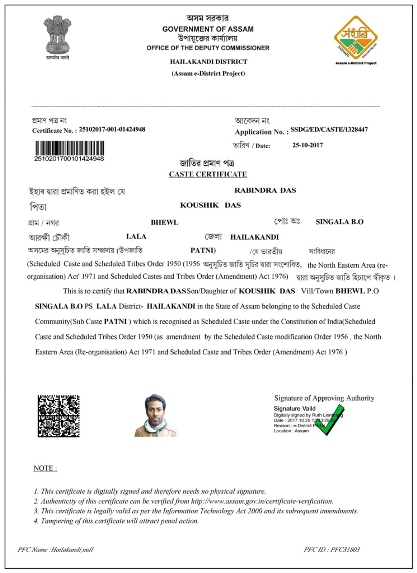 অসম সরকার
GOVERNMENT OF ASSAM
উপায়ুক্তৰ কাৰ্যালয়
OFFICE OF THE DEPUTY COMMISSIONER
HAILAKANDI DISTRICT
(Assam e-District Project)
Assam e-District Project
প্ৰমাণ পত্ৰ নং
Certificate No. : 25102017-001-01424948
আবেদন নং
Application No. : SSDG/ED/CASTE/1328447
2510201700101424948
তাৰিখ / Date: 25-10-2017
জাতিৰ প্ৰমাণ পত্ৰ
CASTE CERTIFICATE
ইয়াৰ দ্বাৰা প্ৰমাণিত কৰা হইল যে RABINDRA DAS
পিতা KOUSHIK DAS
গ্ৰাম / নগৰ BHEWL পোঃ অঃ SINGALA B.O
আৰক্ষী চৌকী LALA জেলা HAILAKANDI
অসমৰ অনুসূচিত জাতি সম্প্ৰদায় (উপজাতি PATNI) /যে ভাৰতীয় সংবিধানৰ
(Scheduled Caste and Scheduled Tribes Order 1950 (1956 অনুসূচিত জাতি সূচিৰ দ্বাৰা সংশোধিত, the North Eastern Area (re-
organisation) Act' 1971 and Scheduled Castes and Tribes Order (Amendment) Act 1976) দ্বাৰা অনুসূচিত জাতি হিচাপে স্বীকৃত ।
This is to certify that RABINDRA DAS Son/Daughter of KOUSHIK DAS Vill/Town BHEWL P.O
SINGALA B.O PS LALA District- HAILAKANDI in the State of Assam belonging to the Scheduled Caste
Community(Sub Caste PATNI ) which is recognised as Scheduled Caste under the Constitution of India(Scheduled
Caste and Scheduled Tribes Order 1950 (as amendment by the Scheduled Caste modification Order 1956 , the North
Eastern Area (Re-organisation) Act 1971 and Scheduled Caste and Tribes Order (Amendment) Act 1976 )
Signature of Approving Authority
Signature Valid
Digitally signed by Ruth
Date : 2017.10.25
Reason : e-District
Location : Assam
NOTE :
1. This certificate is digitally signed and therefore needs no physical signature.
2. Authenticity of this certificate can be verified from http://www.assam.gov.in/certificate-verification.
3. This certificate is legally valid as per the Information Technology Act 2000 and its subsequent amendments.
4. Tampering of this certificate will attract penal action.
PFC Name :Hailakandi,null
PFC ID : PFC31803